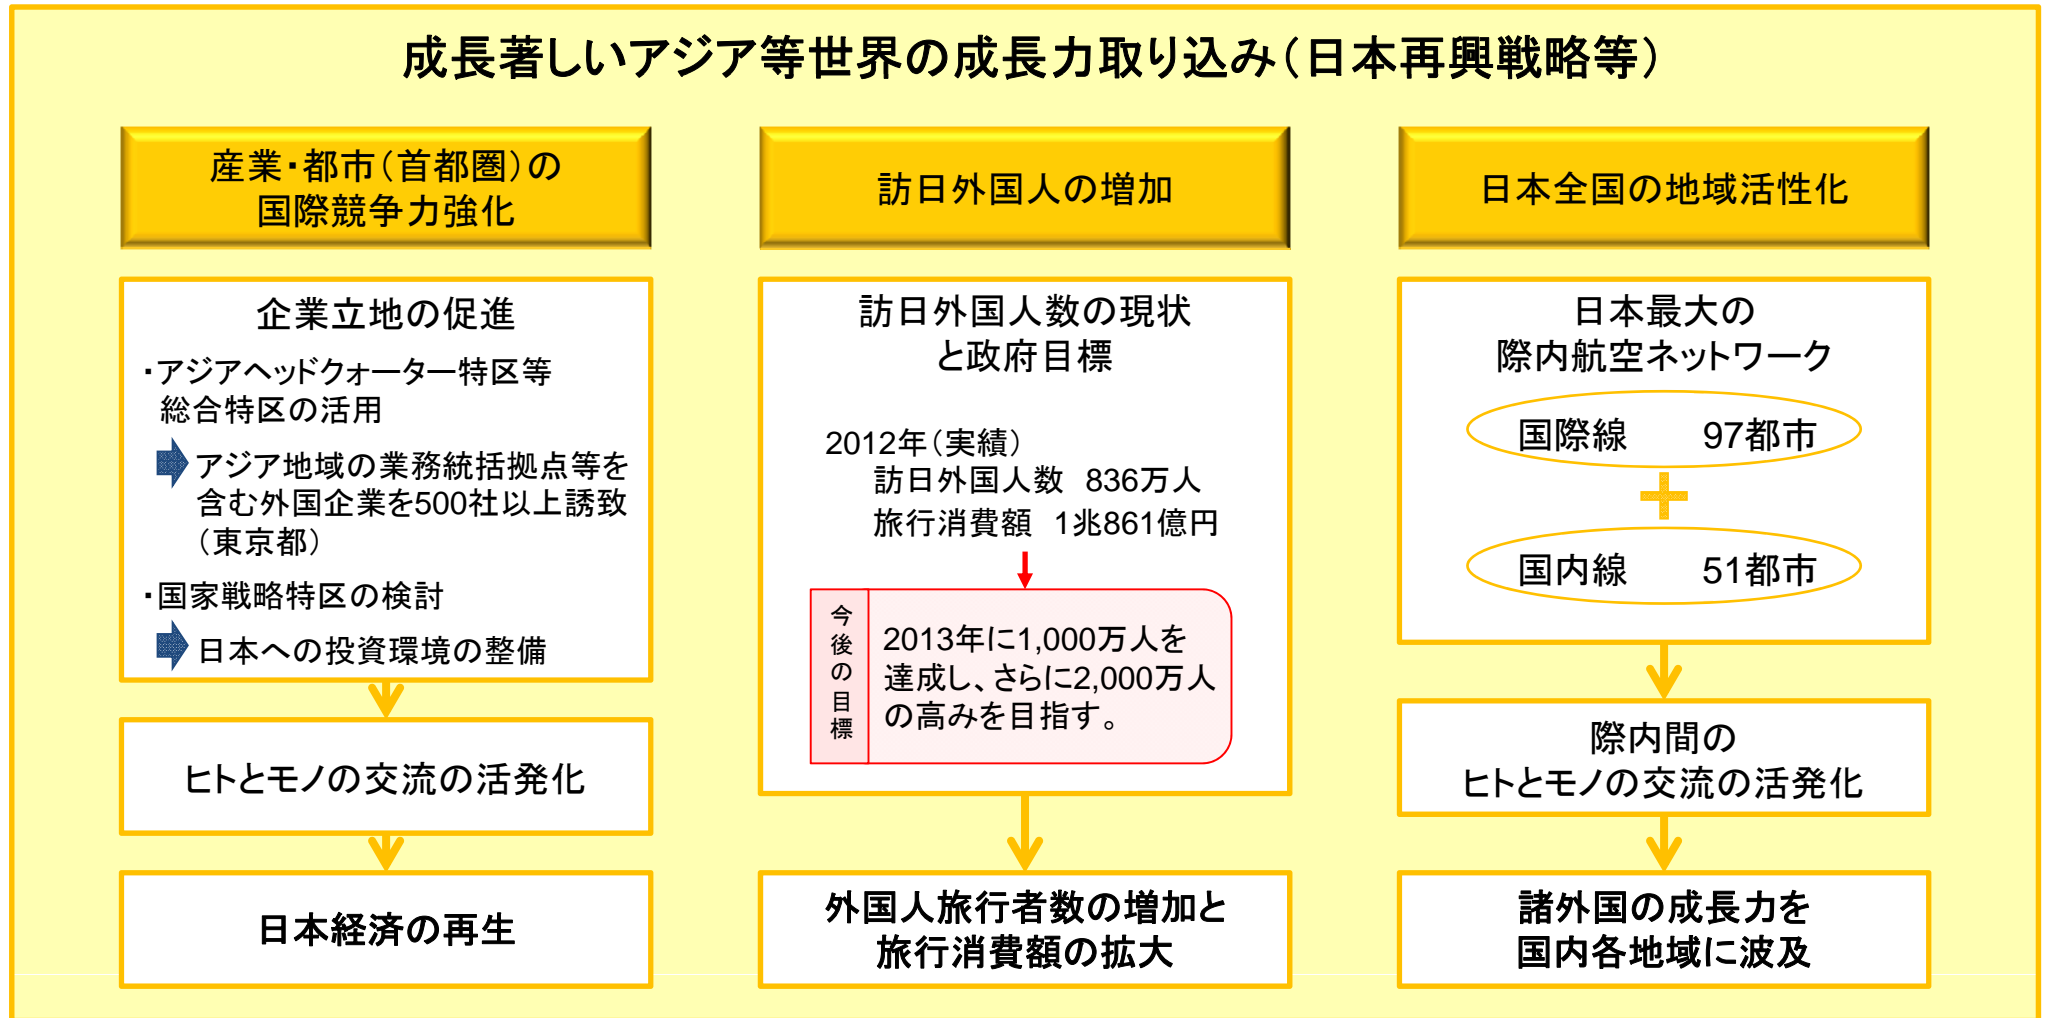 成長著しいアジア等世界の成長力取り込み（日本再興戦略等）
産業・都市（首都圏）の
国際競争力強化
企業立地の促進
・アジアヘッドクォーター特区等
総合特区の活用
アジア地域の業務統括拠点等を
含む外国企業を500社以上誘致
（東京都）
・国家戦略特区の検討
日本への投資環境の整備
ヒトとモノの交流の活発化
日本経済の再生
訪日外国人の増加
訪日外国人数の現状
と政府目標
2012年（実績）
訪日外国人数 836万人
旅行消費額 1兆861億円
今後の目標
2013年に1,000万人を
達成し、さらに2,000万人
の高みを目指す。
外国人旅行者数の増加と
旅行消費額の拡大
日本全国の地域活性化
日本最大の
際内航空ネットワーク
国際線 97都市
国内線 51都市
際内間の
ヒトとモノの交流の活発化
諸外国の成長力を
国内各地域に波及